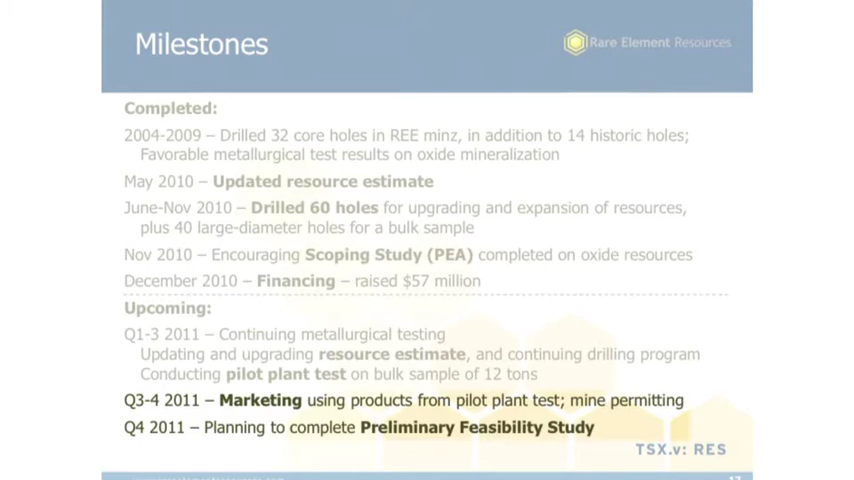 Milestones
Rare Element Resources
Completed:
2004-2009 – Drilled 32 core holes in REE minz, in addition to 14 historic holes;
Favorable metallurgical test results on oxide mineralization
May 2010 – Updated resource estimate
June-Nov 2010 – Drilled 60 holes for upgrading and expansion of resources,
plus 40 large-diameter holes for a bulk sample
Nov 2010 – Encouraging Scoping Study (PEA) completed on oxide resources
December 2010 – Financing – raised $57 million
Upcoming:
Q1-3 2011 – Continuing metallurgical testing
Updating and upgrading resource estimate, and continuing drilling program
Conducting pilot plant test on bulk sample of 12 tons
Q3-4 2011 – Marketing using products from pilot plant test; mine permitting
Q4 2011 – Planning to complete Preliminary Feasibility Study
TSX.v: RES